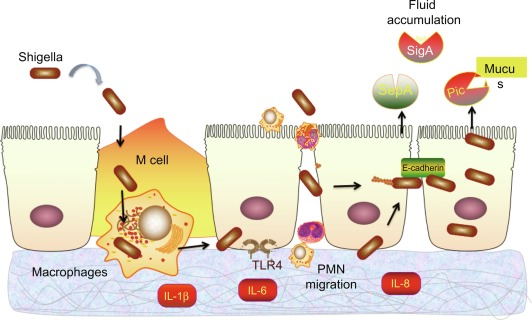 Fluid
accumulation
SigA
Shigella
SepA
Pic
Mucu
s
M cell
E-cadherin
Macrophages
TLR4
PMN
migration
IL-1β
IL-6
IL-8